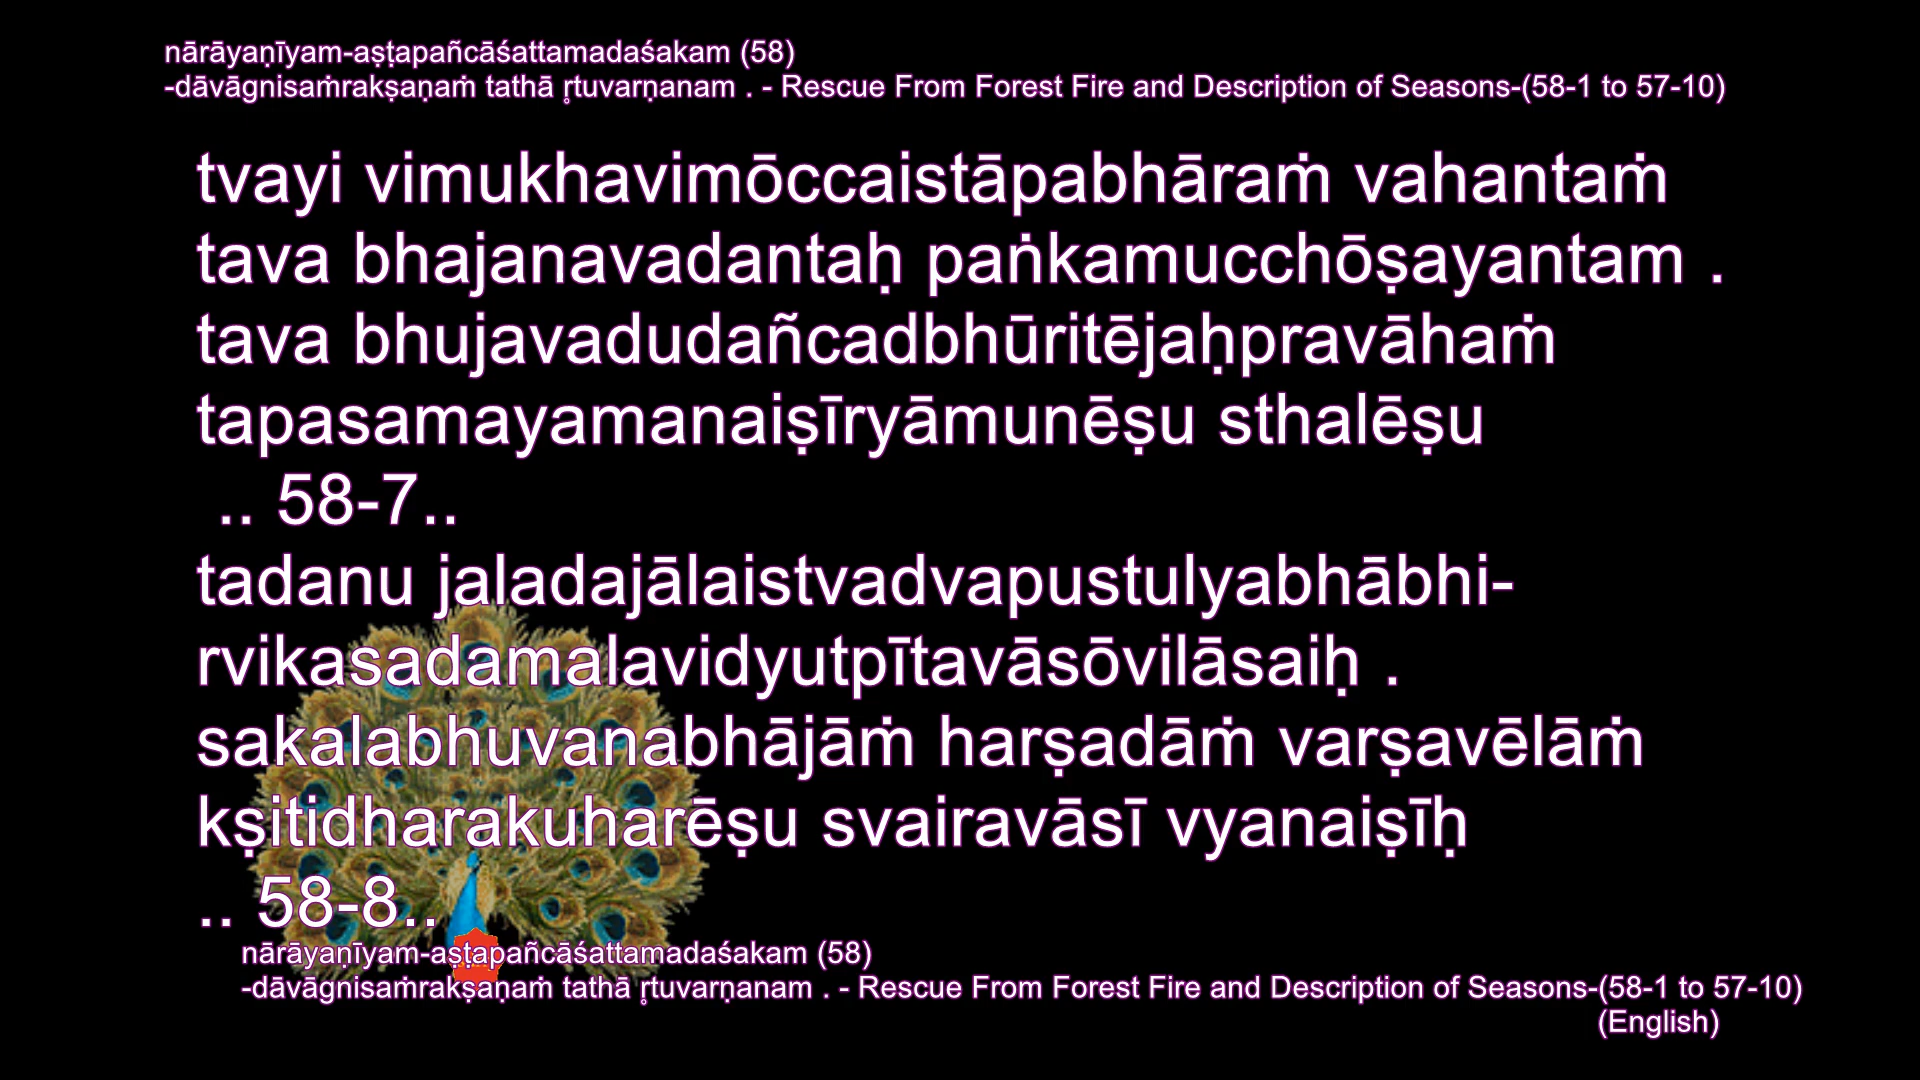 nārāyaṇīyam-aṣṭapañcāśattamadaśakam (58)
-dāvāgnisaṁrakṣaṇaṁ tathā r̥tuvarṇanam . - Rescue From Forest Fire and Description of Seasons-(58-1 to 57-10)
tvayi vimukhavimōccaistāpabhāraṁ vahantaṁ
tava bhajanavadantaḥ paṅkamucchōṣayantam .
tava bhujavadudañcadbhūritējaḥpravāhaṁ
tapasamayamanaiṣīryāmunēṣu sthalēṣu
.. 58-7..
tadanu jaladajālaistvadvapustulyabhābhi-
rvikasadamalavidyutpītavāsōvilāsaiḥ .
sakalabhuvanabhājāṁ harṣadāṁ varṣavēlāṁ
kṣitidharakuharēṣu svairavāsī vyanaiṣīḥ
.. 58-8..
nārāyaṇīyam-aṣṭapañcāśattamadaśakam (58)
-dāvāgnisaṁrakṣaṇaṁ tathā r̥tuvarṇanam . - Rescue From Forest Fire and Description of Seasons-(58-1 to 57-10)
(English)